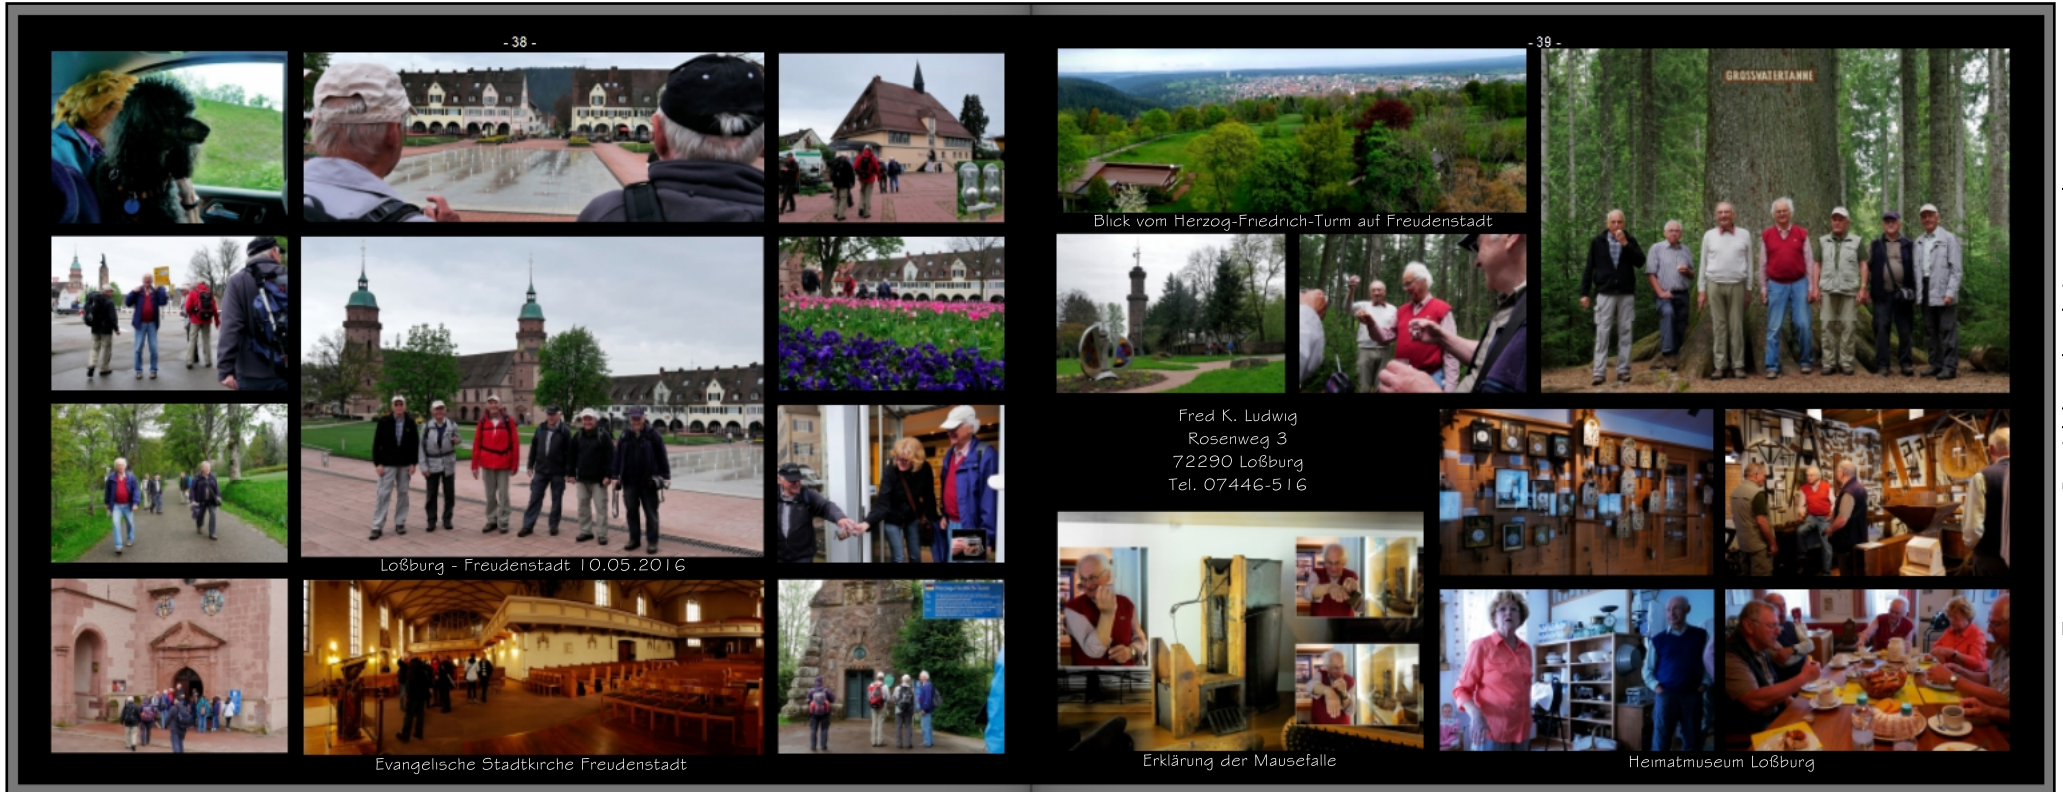 - 38 -
Loßburg - Freudenstadt 10.05.2016
Evangelische Stadtkirche Freudenstadt
- 39 -
GROSSVATERTANNE
Blick vom Herzog-Friedrich-Turm auf Freudenstadt
Fred K. Ludwig
Rosenweg 3
72290 Loßburg
Tel. 07446-516
Erklärung der Mausefalle
Heimatmuseum Loßburg